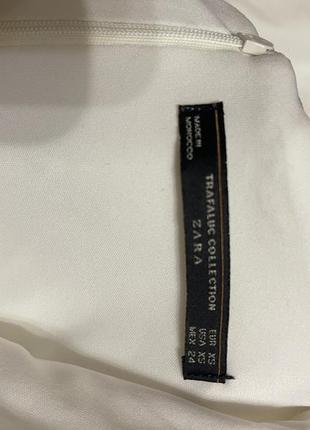 MADE IN
MOROCCO
TRAFALUC COLLECTION
ZARA
EUR XS
USA XS
MEX 24